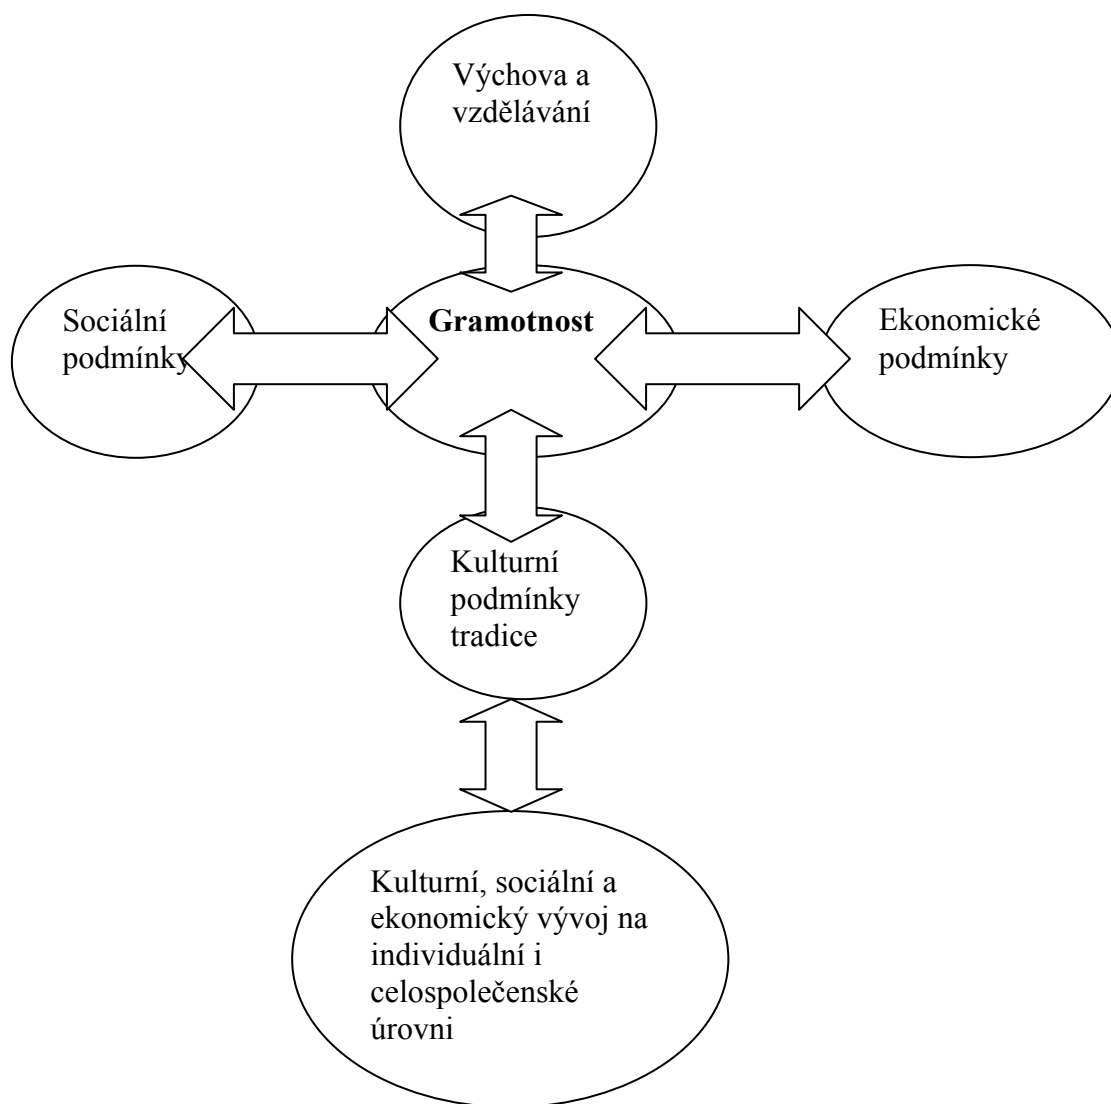 Výchova a
vzdělávání
Sociální
podmínky
Gramotnost
Ekonomické
podmínky
Kulturní
podmínky
tradice
Kulturní, sociální a
ekonomický vývoj na
individuální i
celospolečenské
úrovni